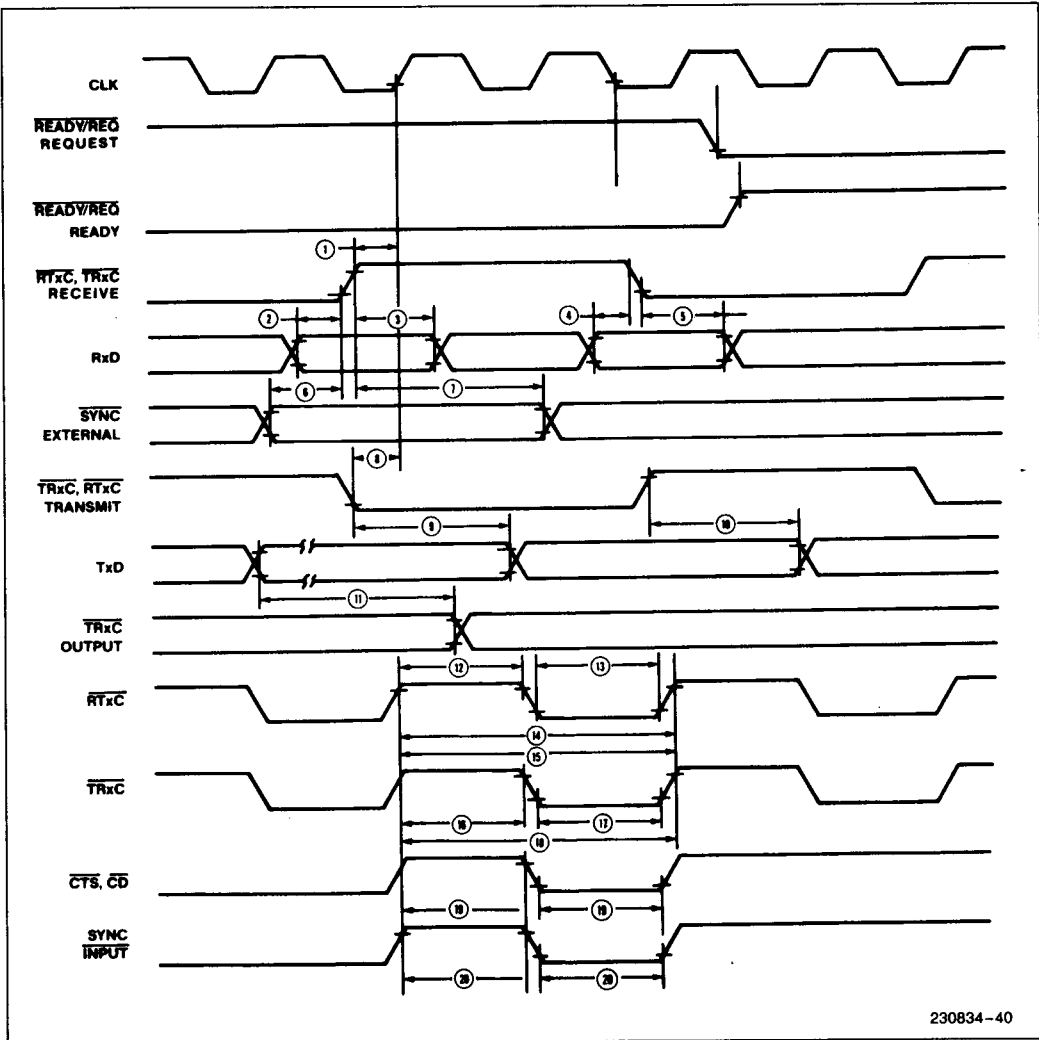 CLK
READY/REQ
REQUEST
READY/REQ
READY
1
RTxC, TRxC
RECEIVE
2
3
4
5
RxD
6
7
SYNC
EXTERNAL
8
TRxC, RTxC
TRANSMIT
9
10
TxD
11
TRxC
OUTPUT
12
13
RTxC
14
15
TRxC
16
17
18
CTS, CD
19
19
SYNC
INPUT
20
20
230834-40